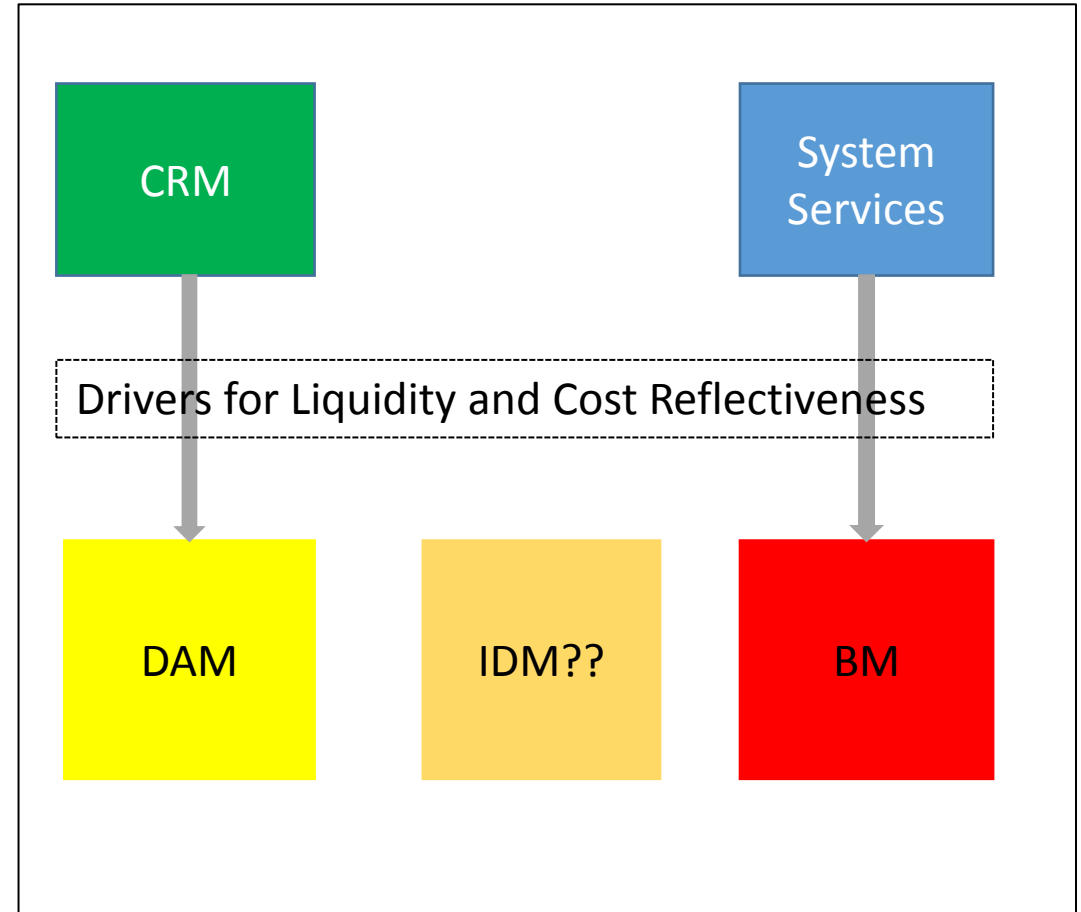 CRM
System
Services
Drivers for Liquidity and Cost Reflectiveness
DAM
IDM??
BM